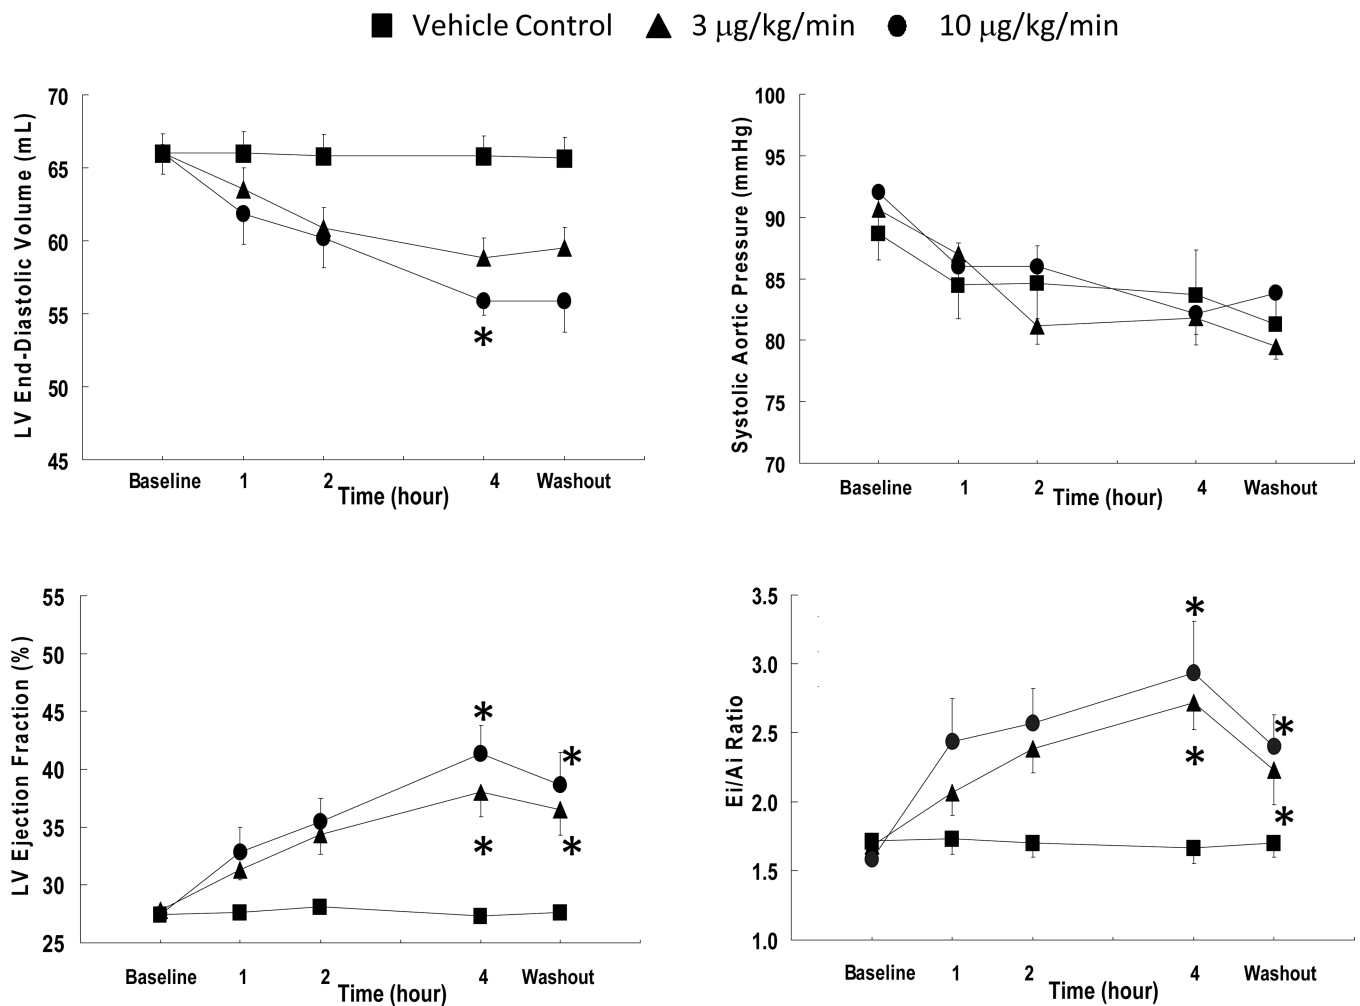 Vehicle Control 3 μg/kg/min 10 μg/kg/min
LV End-Diastolic Volume (mL)
70
65
60
55
50
45
*
Baseline 1 2 4 Washout
Time (hour)
Systolic Aortic Pressure (mmHg)
100
95
90
85
80
75
70
Baseline 1 2 4 Washout
Time (hour)
LV Ejection Fraction (%)
55
50
45
40
35
30
25
* *
* *
Baseline 1 2 4 Washout
Time (hour)
Ei/Ai Ratio
3.5
3.0
2.5
2.0
1.5
1.0
* *
* *
Baseline 1 2 4 Washout
Time (hour)